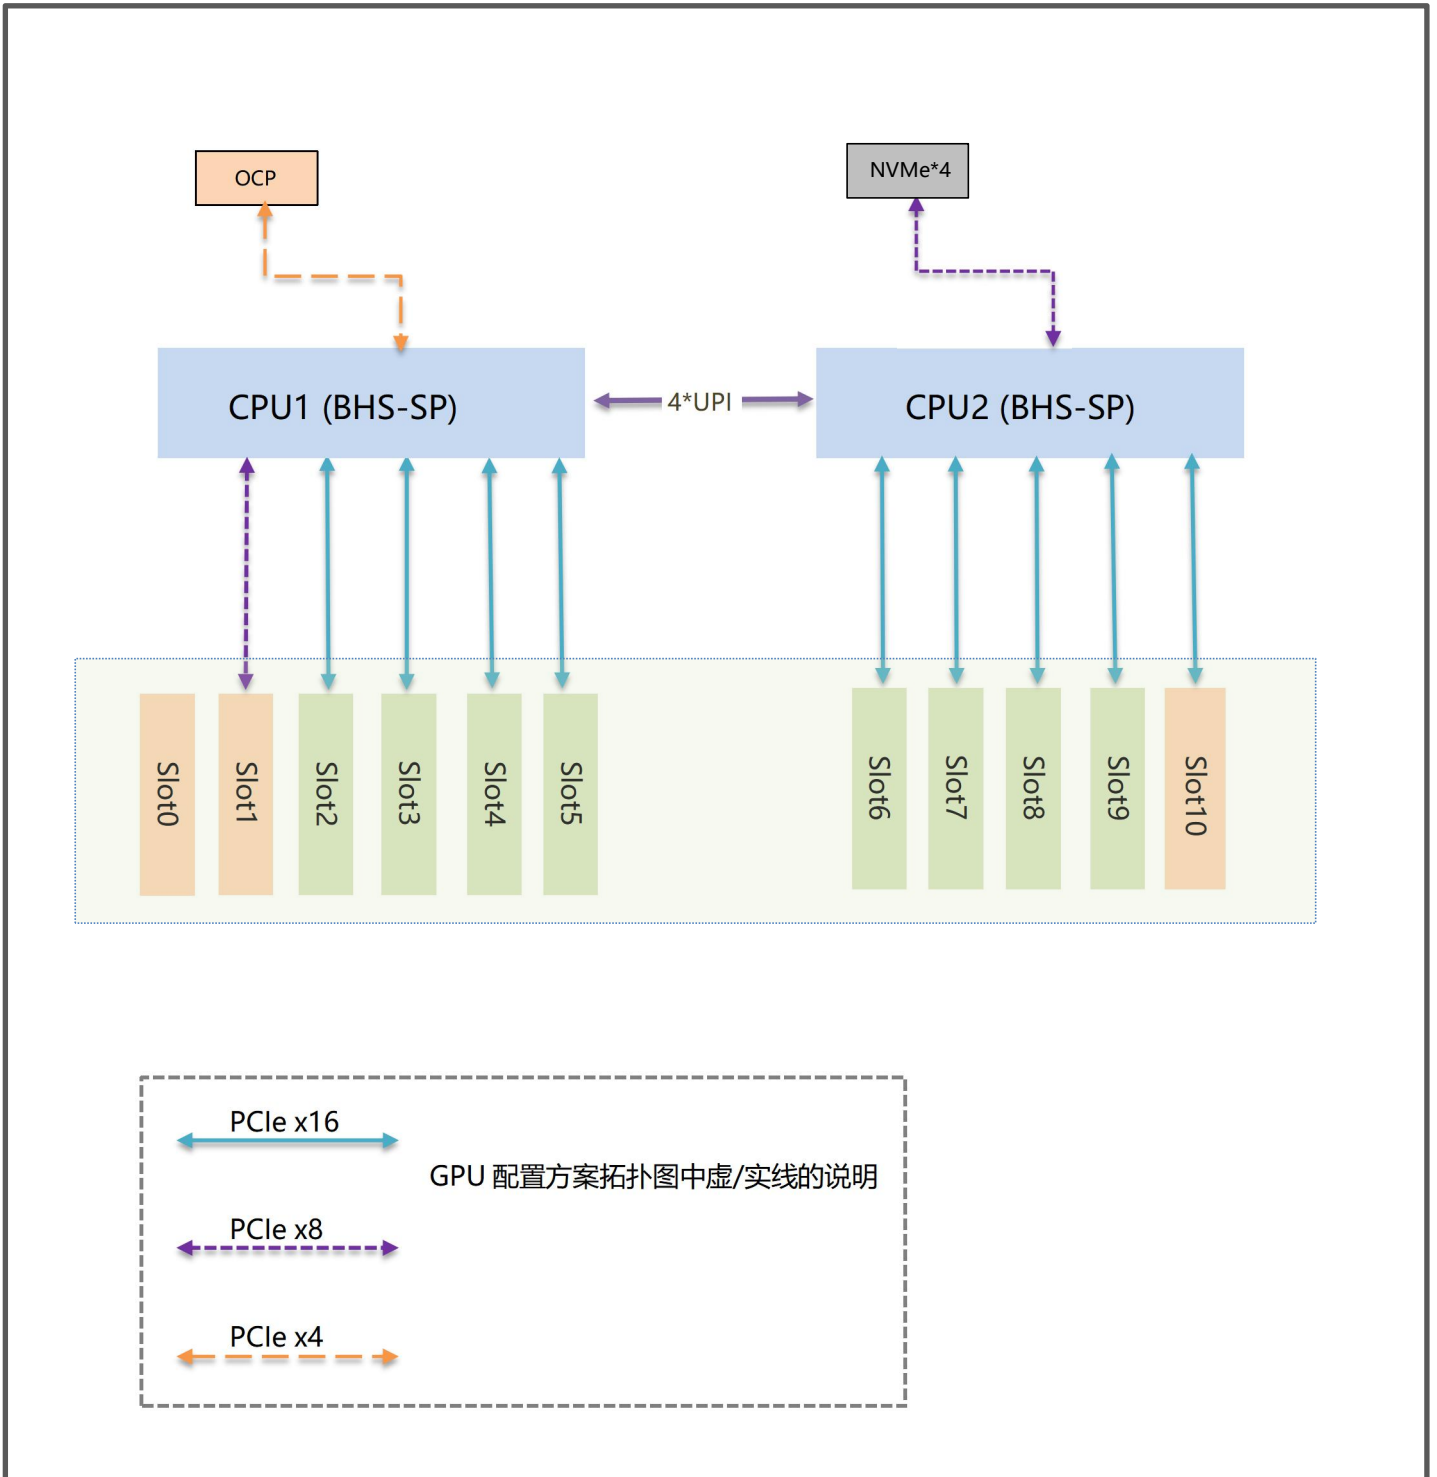 OCP
NVMe*4
CPU1 (BHS-SP)
4*UPI
CPU2 (BHS-SP)
Slot0
Slot1
Slot2
Slot3
Slot4
Slot5
Slot6
Slot7
Slot8
Slot9
Slot10
PCIe x16
GPU 配置方案拓扑图中虚/实线的说明
PCIe x8
PCIe x4